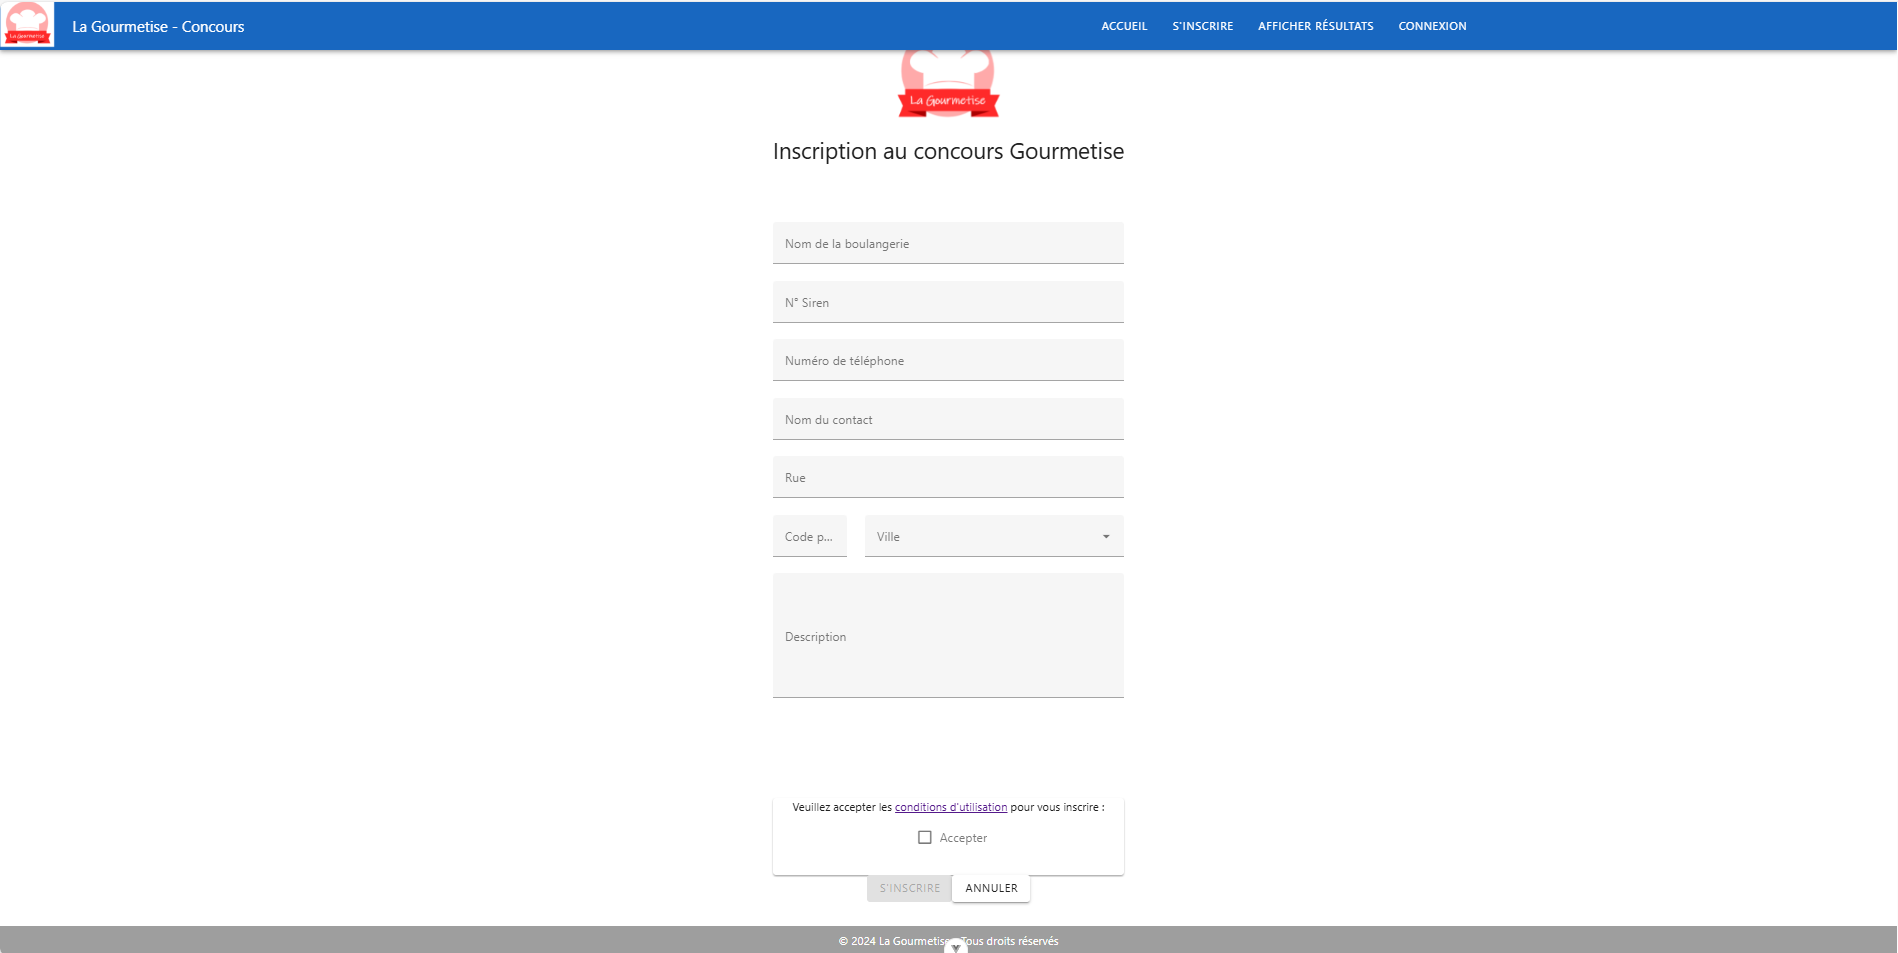 La Gourmetise
La Gourmetise - Concours
ACCUEIL
S'INSCRIRE
AFFICHER RÉSULTATS
CONNEXION
La Gourmetise
Inscription au concours Gourmetise
Nom de la boulangerie
N° Siren
Numéro de téléphone
Nom du contact
Rue
Code p...
Ville
Description
Veuillez accepter les conditions d'utilisation pour vous inscrire :
Accepter
S'INSCRIRE
ANNULER
© 2024 La Gourmetise Tous droits réservés